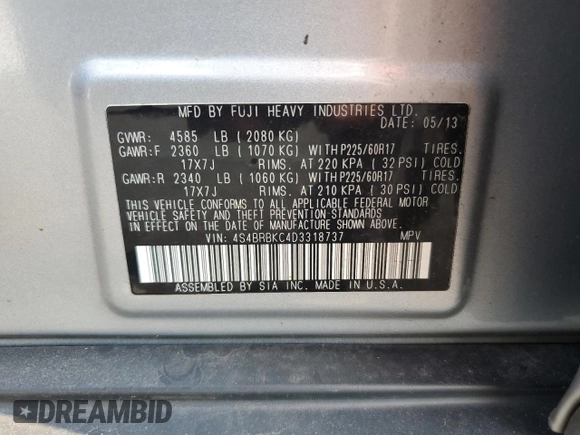 MFD BY FUJI HEAVY INDUSTRIES LTD.
DATE: 05/13
GVWR: 4585 LB ( 2080 KG)
GAWR:F 2360 LB ( 1070 KG) WITH P225/60R17 TIRES.
17X7J RIMS. AT 220 KPA ( 32 PSI) COLD
GAWR:R 2340 LB ( 1060 KG) WITH P225/60R17 TIRES.
17X7J RIMS. AT 210 KPA ( 30 PSI) COLD
THIS VEHICLE CONFORMS TO ALL APPLICABLE FEDERAL MOTOR
VEHICLE SAFETY AND THEFT PREVENTION STANDARDS
IN EFFECT ON THE DATE OF MANUFACTURE SHOWN ABOVE.
VIN: 4S4BRBKC4D3318737 MPV
ASSEMBLED BY SIA INC. MADE IN U.S.A.
DREAMBID